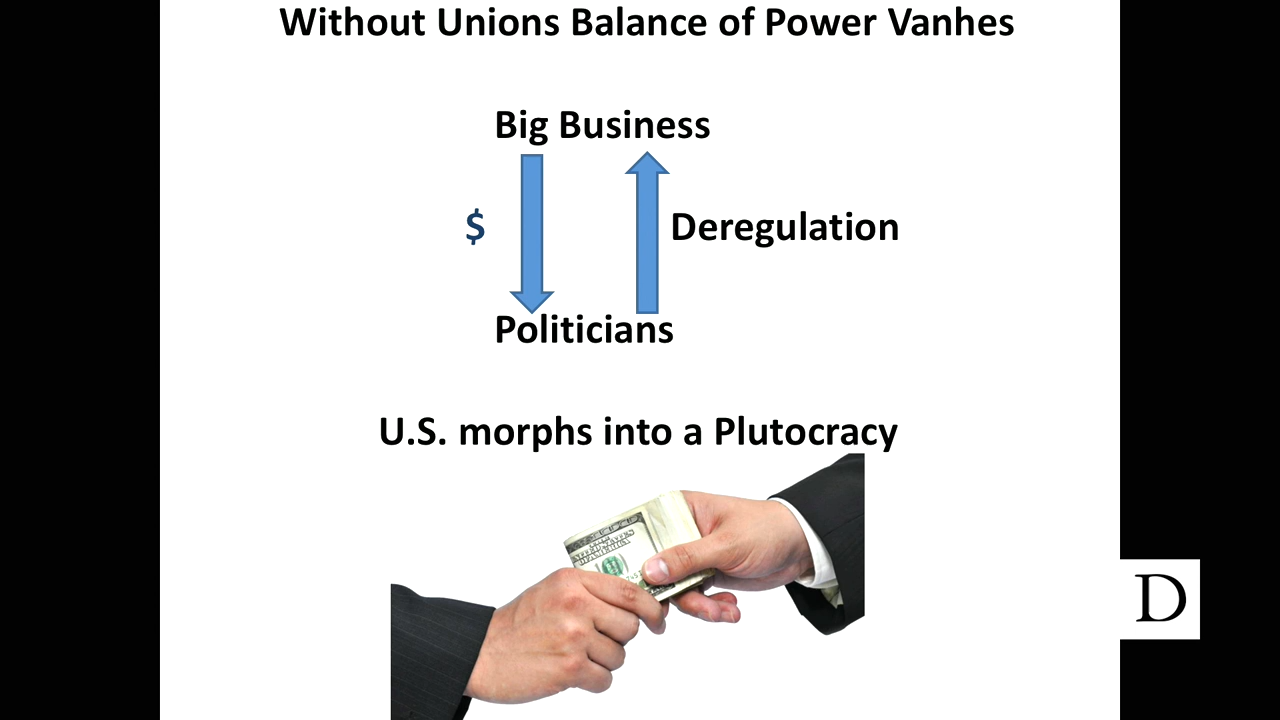 Without Unions Balance of Power Vanhes
Big Business
$
Deregulation
Politicians
U.S. morphs into a Plutocracy
D